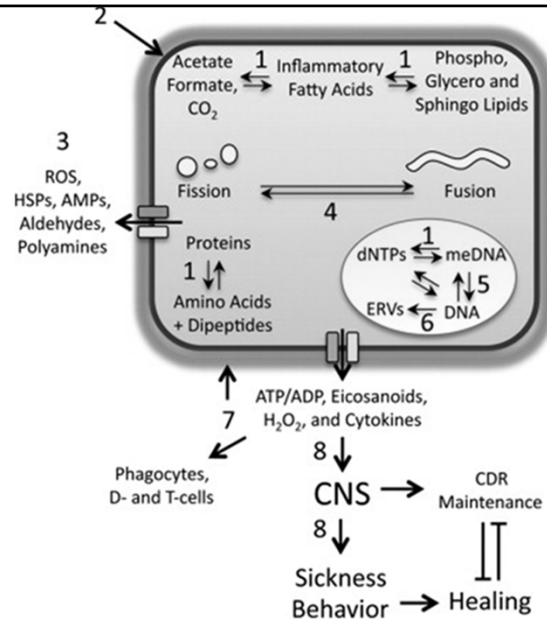 2
Acetate
Formate,
CO₂
1
Inflammatory
Fatty Acids
1
Phospho,
Glycero and
Sphingo Lipids
3
ROS,
HSPs, AMPs,
Aldehydes,
Polyamines
Fission
4
Fusion
Proteins
1
Amino Acids
+ Dipeptides
dNTPs
1
meDNA
5
ERVs
6
DNA
7
ATP/ADP, Eicosanoids,
H₂O₂, and Cytokines
Phagocytes,
D- and T-cells
8
CNS
CDR
Maintenance
8
Sickness
Behavior
Healing